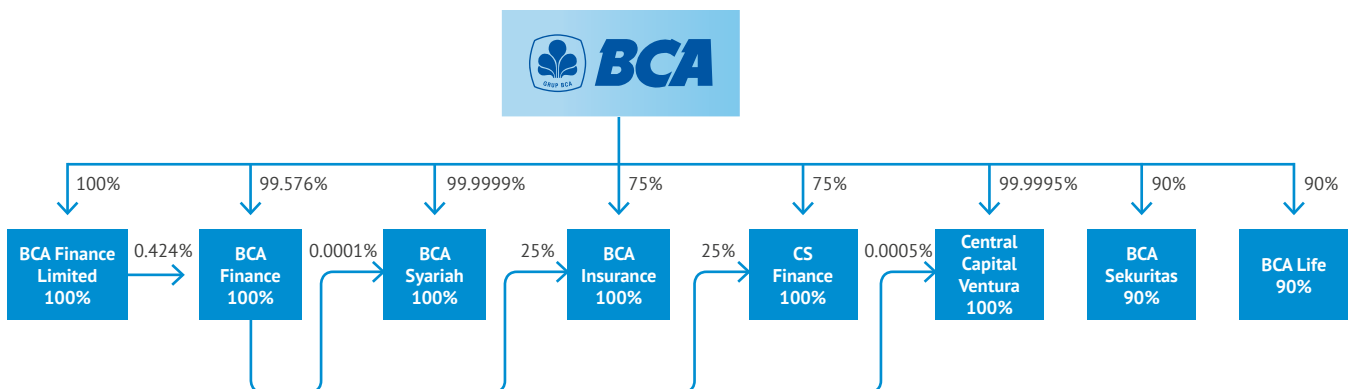 GRUP BCA
BCA
100%
99.576%
99.9999%
75%
75%
99.9995%
90%
90%
BCA Finance
Limited
100%
0.424%
BCA
Finance
100%
0.0001%
BCA
Syariah
100%
25%
BCA
Insurance
100%
25%
CS
Finance
100%
0.0005%
Central
Capital
Ventura
100%
BCA
Sekuritas
90%
BCA Life
90%